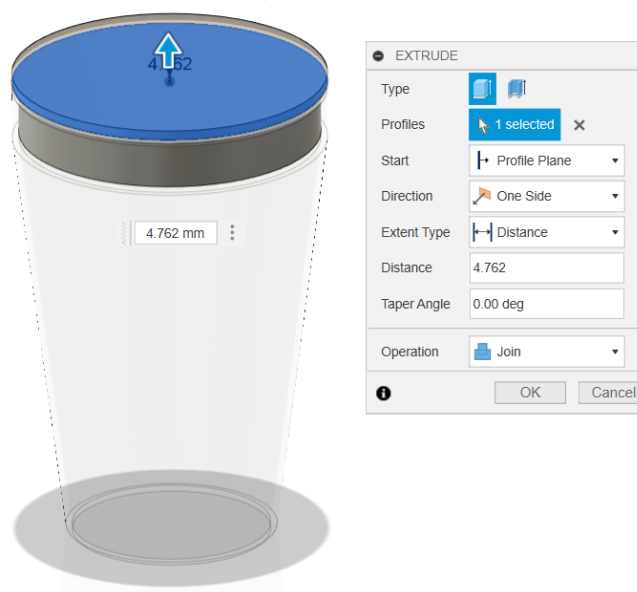 4.762
4.762 mm
EXTRUDE
Type
Profiles 1 selected
Start Profile Plane
Direction One Side
Extent Type Distance
Distance 4.762
Taper Angle 0.00 deg
Operation Join
OK Cancel